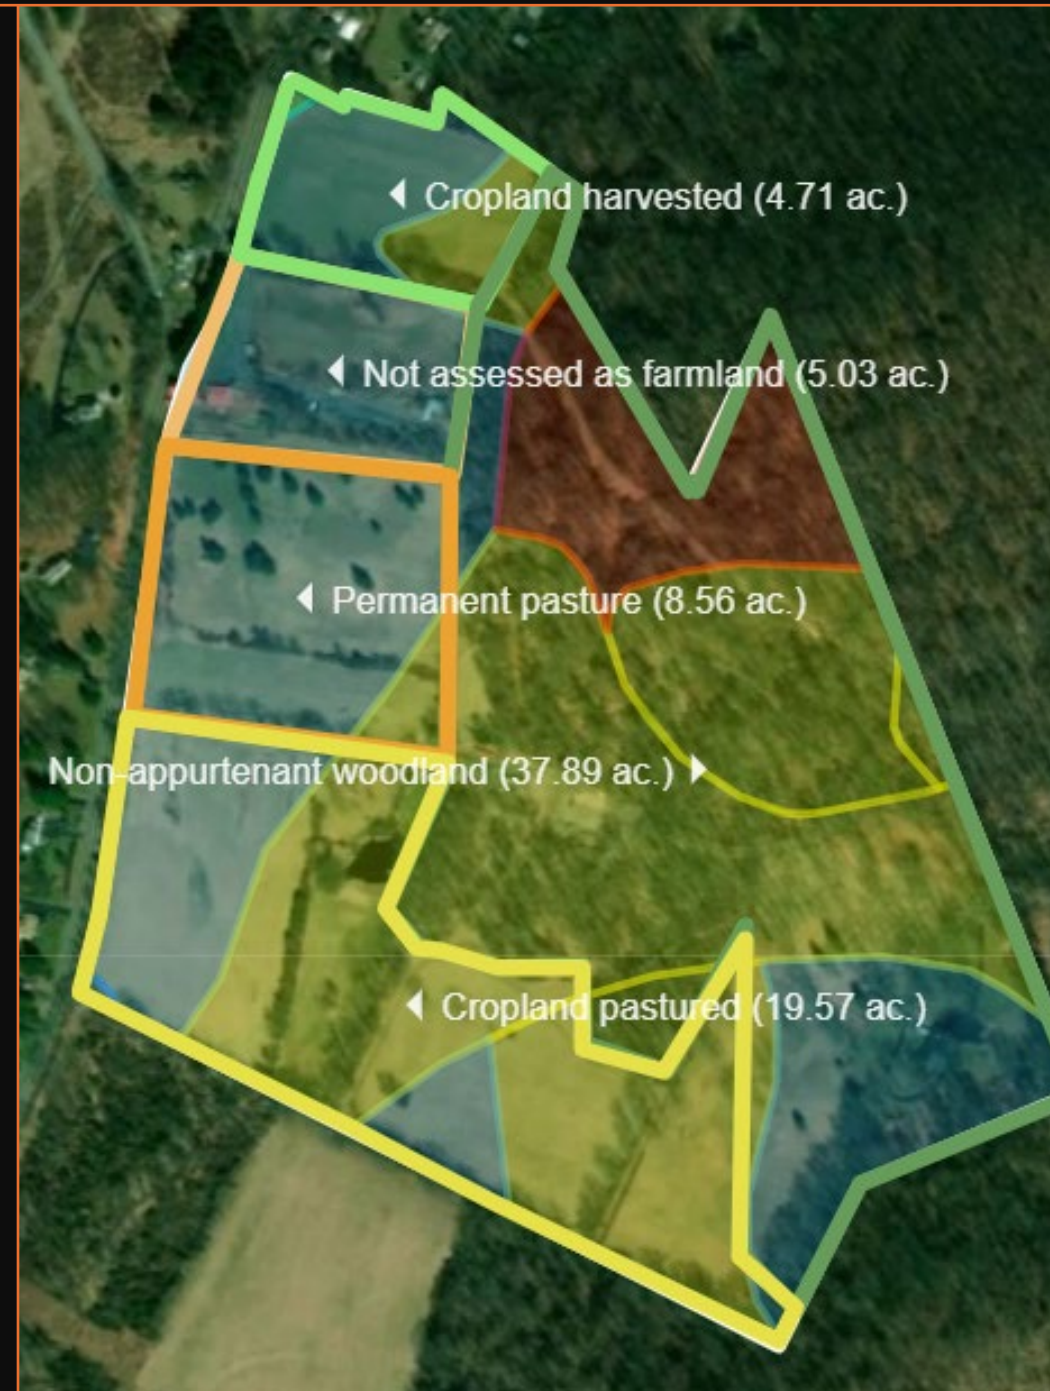 Cropland harvested (4.71 ac.)
Not assessed as farmland (5.03 ac.)
Permanent pasture (8.56 ac.)
Non-appurtenant woodland (37.89 ac.)
Cropland pastured (19.57 ac.)